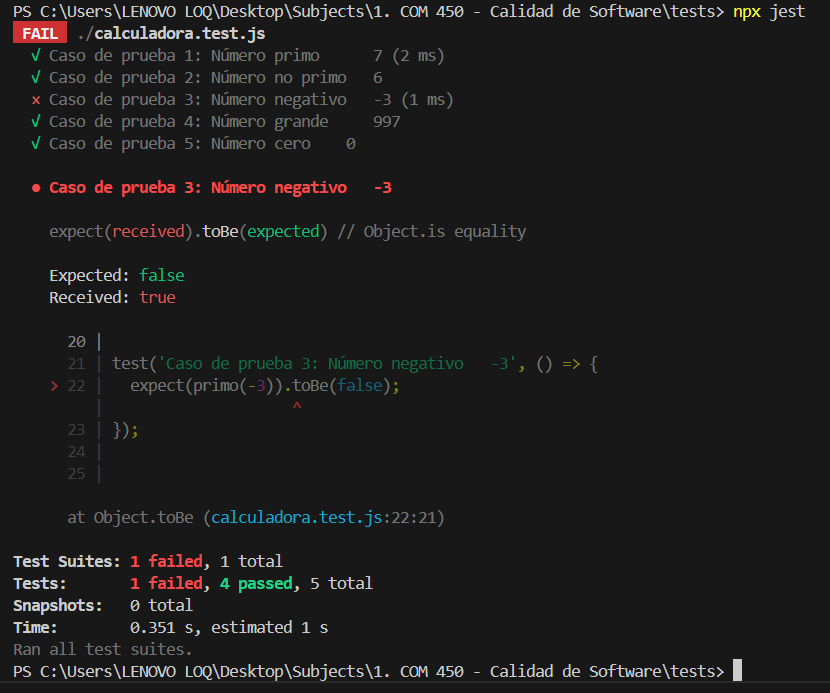 PS C:\Users\LENOVO LOQ\Desktop\Subjects\1. COM 450 - Calidad de Software\tests> npx jest
FAIL ./calculadora.test.js
√ Caso de prueba 1: Número primo 7 (2 ms)
√ Caso de prueba 2: Número no primo 6
× Caso de prueba 3: Número negativo -3 (1 ms)
√ Caso de prueba 4: Número grande 997
√ Caso de prueba 5: Número cero 0
● Caso de prueba 3: Número negativo -3
expect(received).toBe(expected) // Object.is equality
Expected: false
Received: true
20 |
21 | test('Caso de prueba 3: Número negativo -3', () => {
> 22 | expect(primo(-3)).toBe(false);
| ^
23 | });
24 |
25 |
at Object.toBe (calculadora.test.js:22:21)
Test Suites: 1 failed, 1 total
Tests: 1 failed, 4 passed, 5 total
Snapshots: 0 total
Time: 0.351 s, estimated 1 s
Ran all test suites.
PS C:\Users\LENOVO LOQ\Desktop\Subjects\1. COM 450 - Calidad de Software\tests>